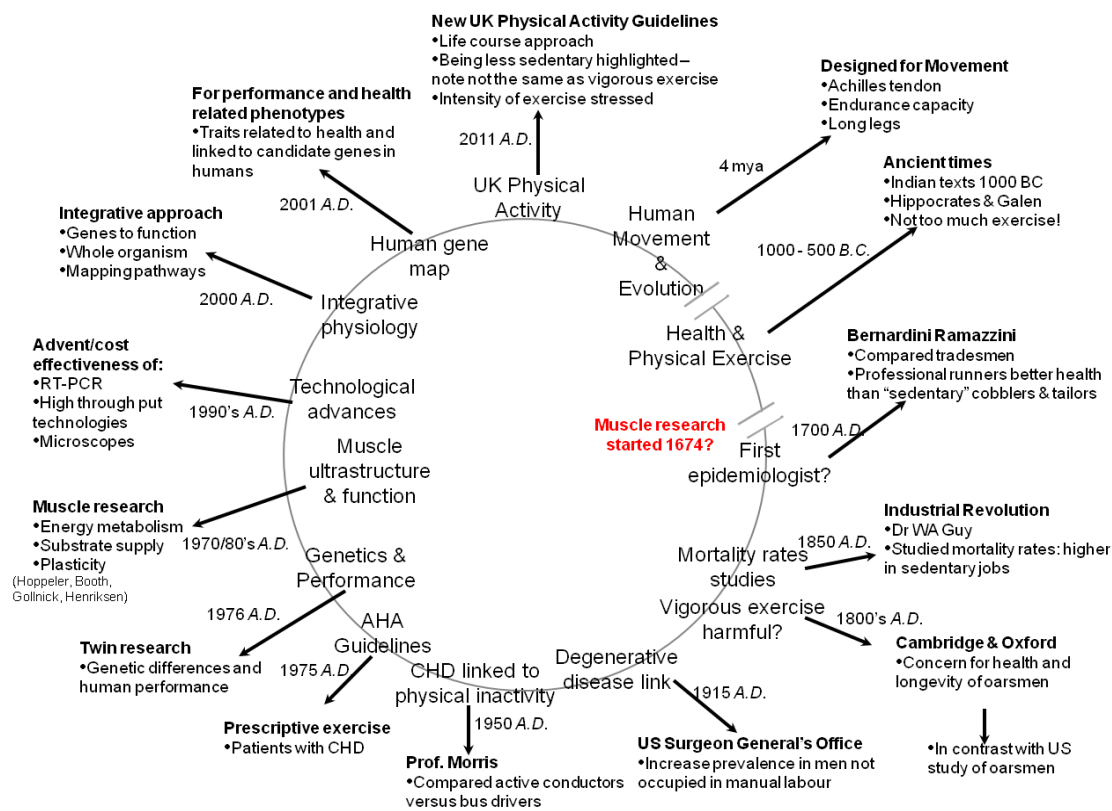 New UK Physical Activity Guidelines
•Life course approach
•Being less sedentary highlighted –
note not the same as vigorous exercise
•Intensity of exercise stressed
2011 A.D.
UK Physical
Activity
Designed for Movement
•Achilles tendon
•Endurance capacity
•Long legs
4 mya
Human
Movement
&
Evolution
Ancient times
•Indian texts 1000 BC
•Hippocrates & Galen
•Not too much exercise!
1000 - 500 B.C.
Health &
Physical Exercise
Bernardini Ramazzini
•Compared tradesmen
•Professional runners better health
than "sedentary" cobblers & tailors
1700 A.D.
First
epidemiologist?
Muscle research
started 1674?
Industrial Revolution
•Dr WA Guy
•Studied mortality rates: higher
in sedentary jobs
1850 A.D.
Mortality rates
studies
Vigorous exercise
harmful?
1800's A.D.
Cambridge & Oxford
•Concern for health and
longevity of oarsmen
•In contrast with US
study of oarsmen
Degenerative
disease link
1915 A.D.
US Surgeon General's Office
•Increase prevalence in men not
occupied in manual labour
CHD linked to
physical inactivity
1950 A.D.
Prof. Morris
•Compared active conductors
versus bus drivers
AHA
Guidelines
1975 A.D
Prescriptive exercise
•Patients with CHD
Genetics &
Performance
1976 A.D.
Twin research
•Genetic differences and
human performance
Muscle
ultrastructure
& function
1970/80's A.D.
Muscle research
•Energy metabolism
•Substrate supply
•Plasticity
(Hoppeler, Booth,
Gollnick, Henriksen)
Technological
advances
1990's A.D.
Advent/cost
effectiveness of:
•RT-PCR
•High through put
technologies
•Microscopes
Integrative
physiology
2000 A.D.
Integrative approach
•Genes to function
•Whole organism
•Mapping pathways
Human gene
map
2001 A.D.
For performance and health
related phenotypes
•Traits related to health and
linked to candidate genes in
humans